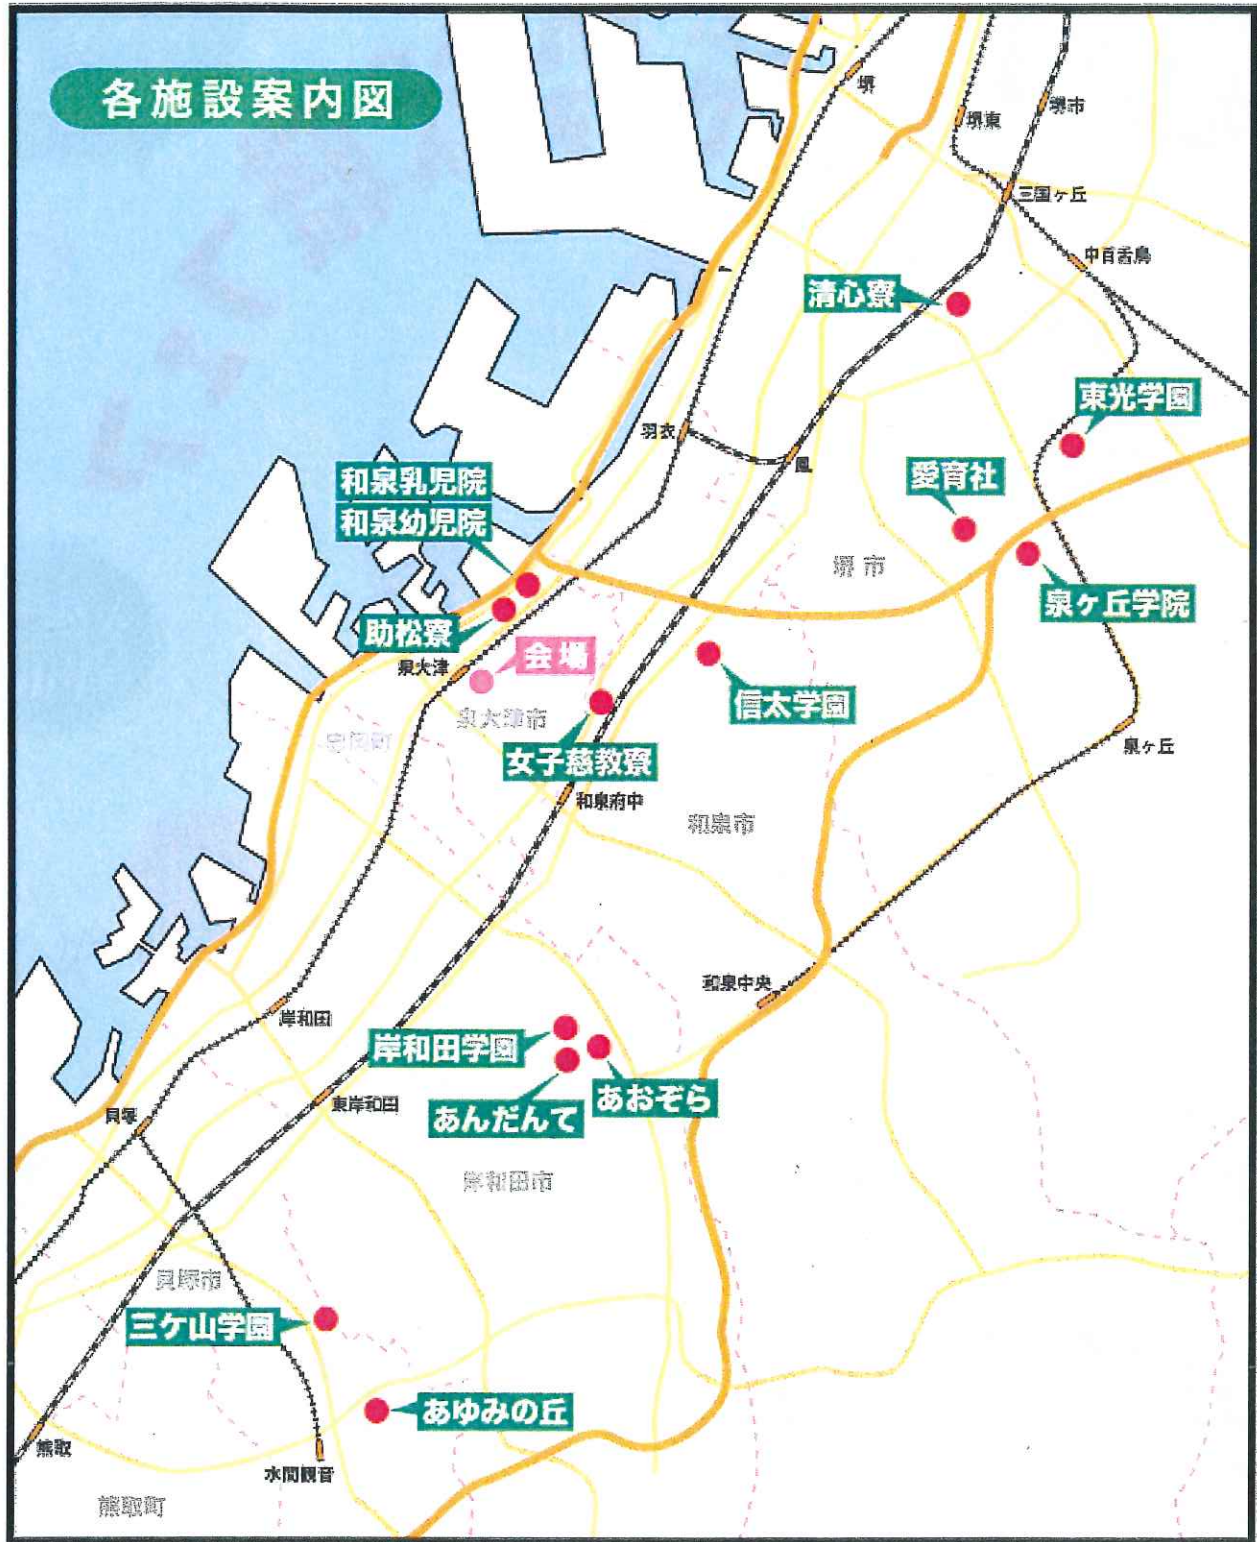 各施設案内図
堺
堺東
堺市
三国ヶ丘
中百舌鳥
清心寮
東光学園
羽衣
鳳
愛育社
和泉乳児院
和泉幼児院
堺市
泉ヶ丘学院
助松寮
会場
泉大津
信太学園
泉大津市
忠岡町
女子慈教寮
泉ヶ丘
和泉府中
和泉市
和泉中央
岸和田
岸和田学園
あおぞら
あんだんて
東岸和田
貝塚
岸和田市
貝塚市
三ケ山学園
あゆみの丘
熊取
水間観音
熊取町